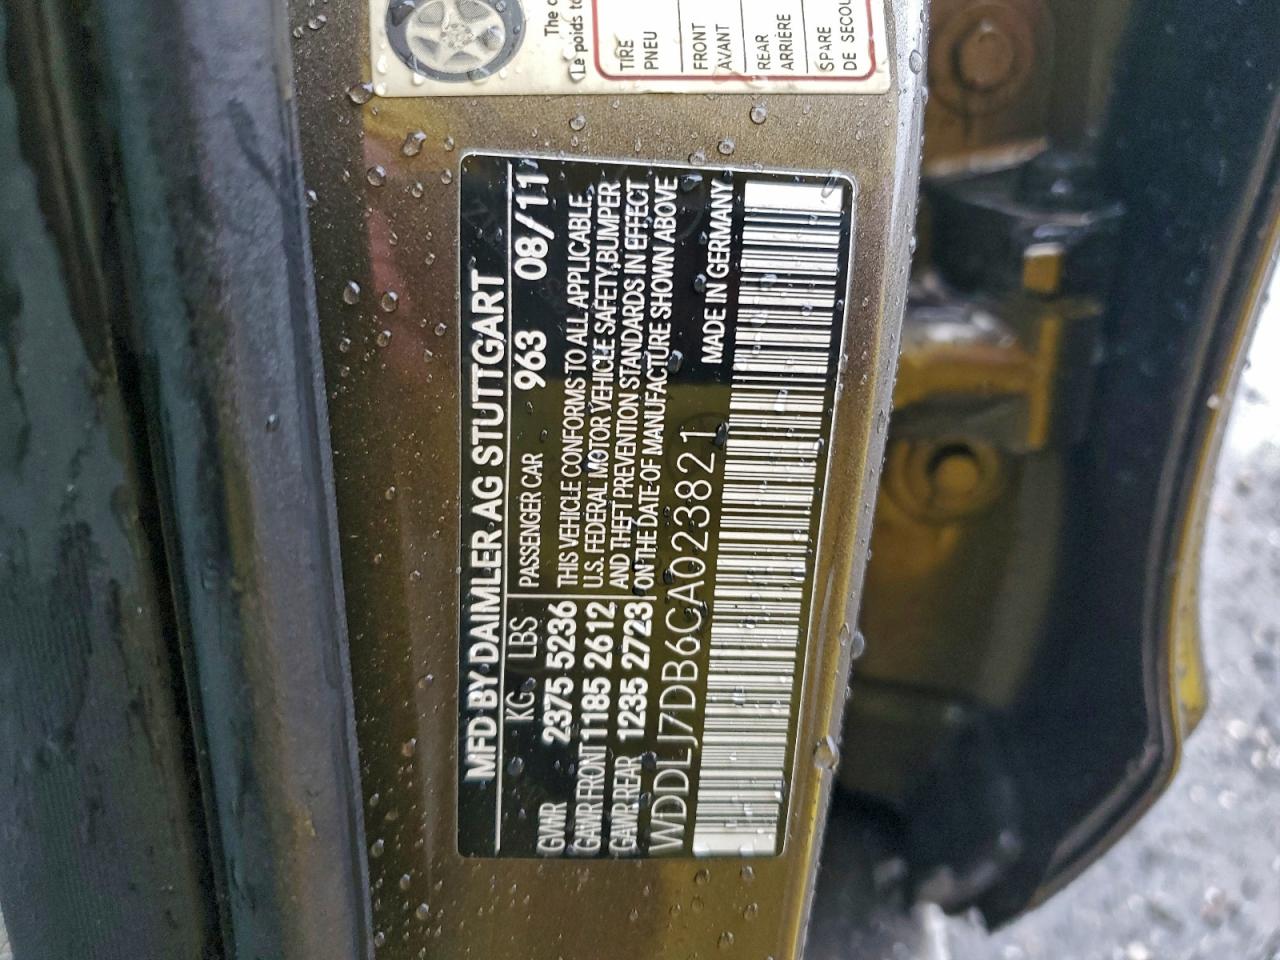 MFD BY DAIMLER AG STUTTGART
KG LBS PASSENGER CAR 963 08/11
GVWR 2375 5236
GAWR FRONT 1185 2612
GAWR REAR 1235 2723
THIS VEHICLE CONFORMS TO ALL APPLICABLE
U.S. FEDERAL MOTOR VEHICLE SAFETY,BUMPER
AND THEFT PREVENTION STANDARDS IN EFFECT
ON THE DATE OF MANUFACTURE SHOWN ABOVE
MADE IN GERMANY
WDDLJ7DB6CA023821
The
Le poids
TIRE
PNEU
FRONT
AVANT
REAR
ARRIÈRE
SPARE
DE